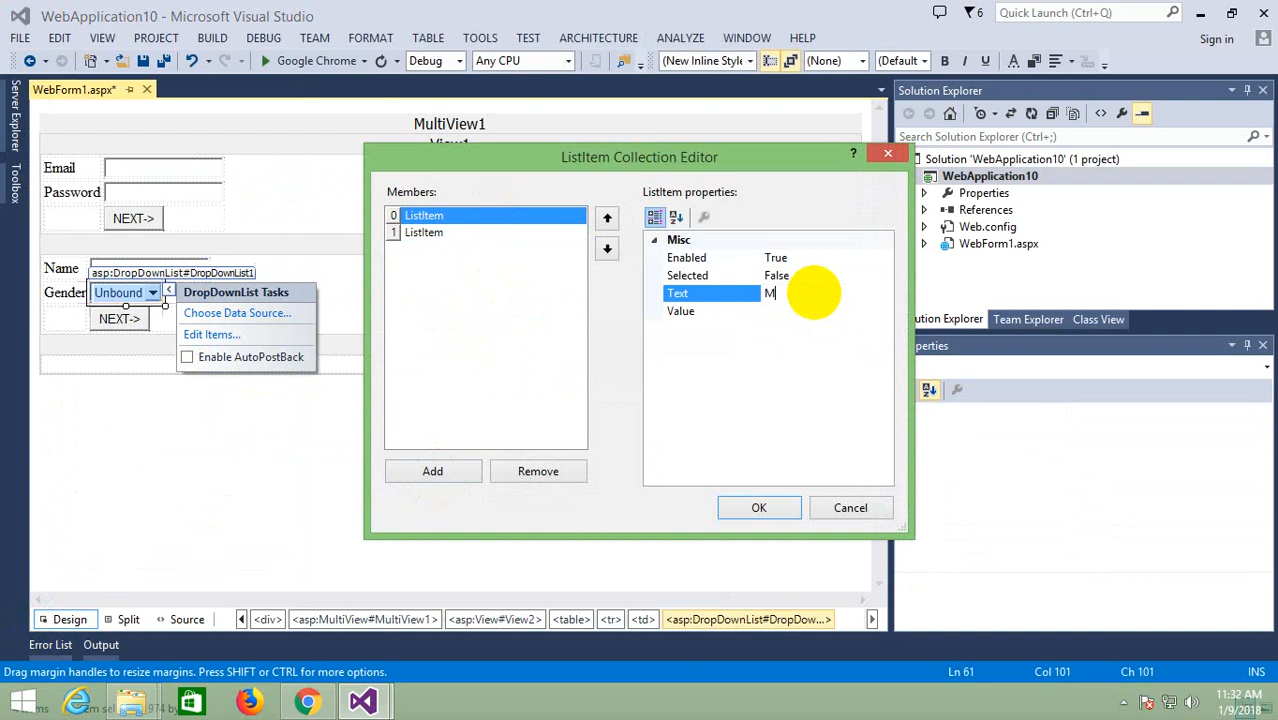 WebApplication10 - Microsoft Visual Studio
6
Quick Launch (Ctrl+Q)
FILE EDIT VIEW PROJECT BUILD DEBUG TEAM FORMAT TABLE TOOLS TEST ARCHITECTURE ANALYZE WINDOW HELP
Sign in
Google Chrome
Debug
Any CPU
(New Inline Style
(None)
(Default
B I U A
Server Explorer
Toolbox
WebForm1.aspx*
MultiView1
Email
Password
NEXT->
Name
asp:DropDownList#DropDownList1
Gender
Unbound
NEXT->
DropDownList Tasks
Choose Data Source...
Edit Items...
Enable AutoPostBack
ListItem Collection Editor
?
Members:
0 ListItem
1 ListItem
Add
Remove
ListItem properties:
Misc
Enabled True
Selected False
Text M
Value
OK
Cancel
Solution Explorer
Search Solution Explorer (Ctrl+;)
Solution 'WebApplication10' (1 project)
WebApplication10
Properties
References
Web.config
WebForm1.aspx
olution Explorer
Team Explorer
Class View
roperties
Design
Split
Source
<div>
<asp:MultiView#MultiView1>
<asp:View#View2>
<table>
<tr>
<td>
<asp:DropDownList#DropDow...>
Error List
Output
Drag margin handles to resize margins. Press SHIFT or CTRL for more options.
Ln 61
Col 101
Ch 101
INS
11:32 AM
1/9/2018